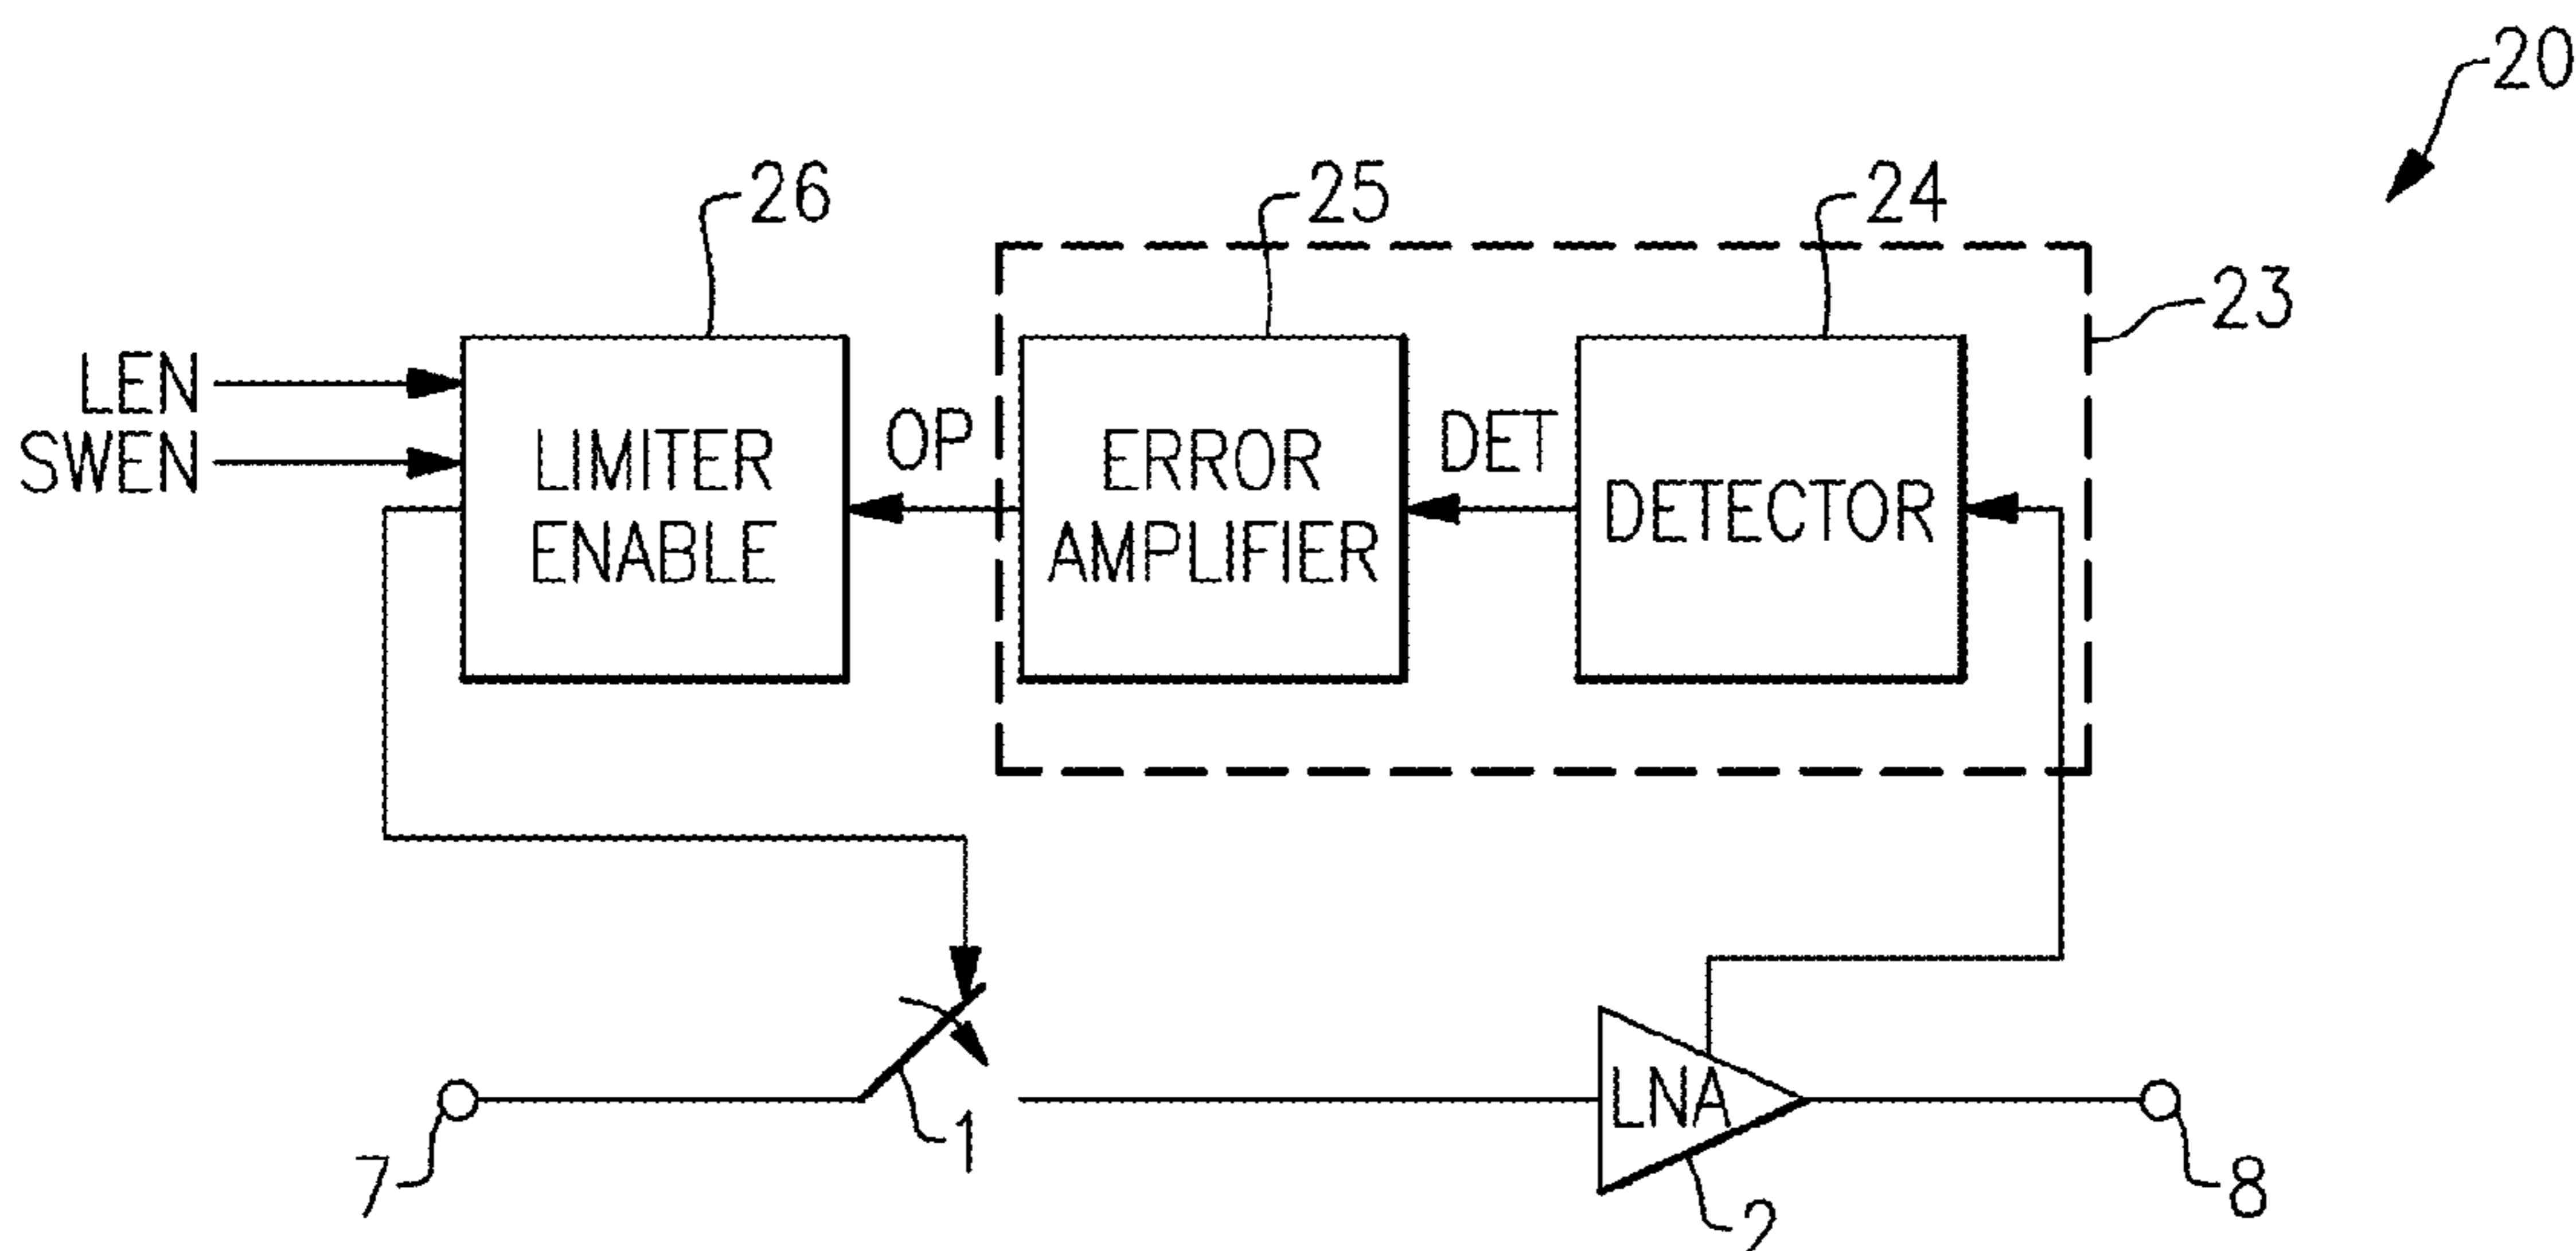 20
26
25
24
23
LEN
SWEN
LIMITER
ENABLE
OP
ERROR
AMPLIFIER
DET
DETECTOR
LNA
7
1
2
8